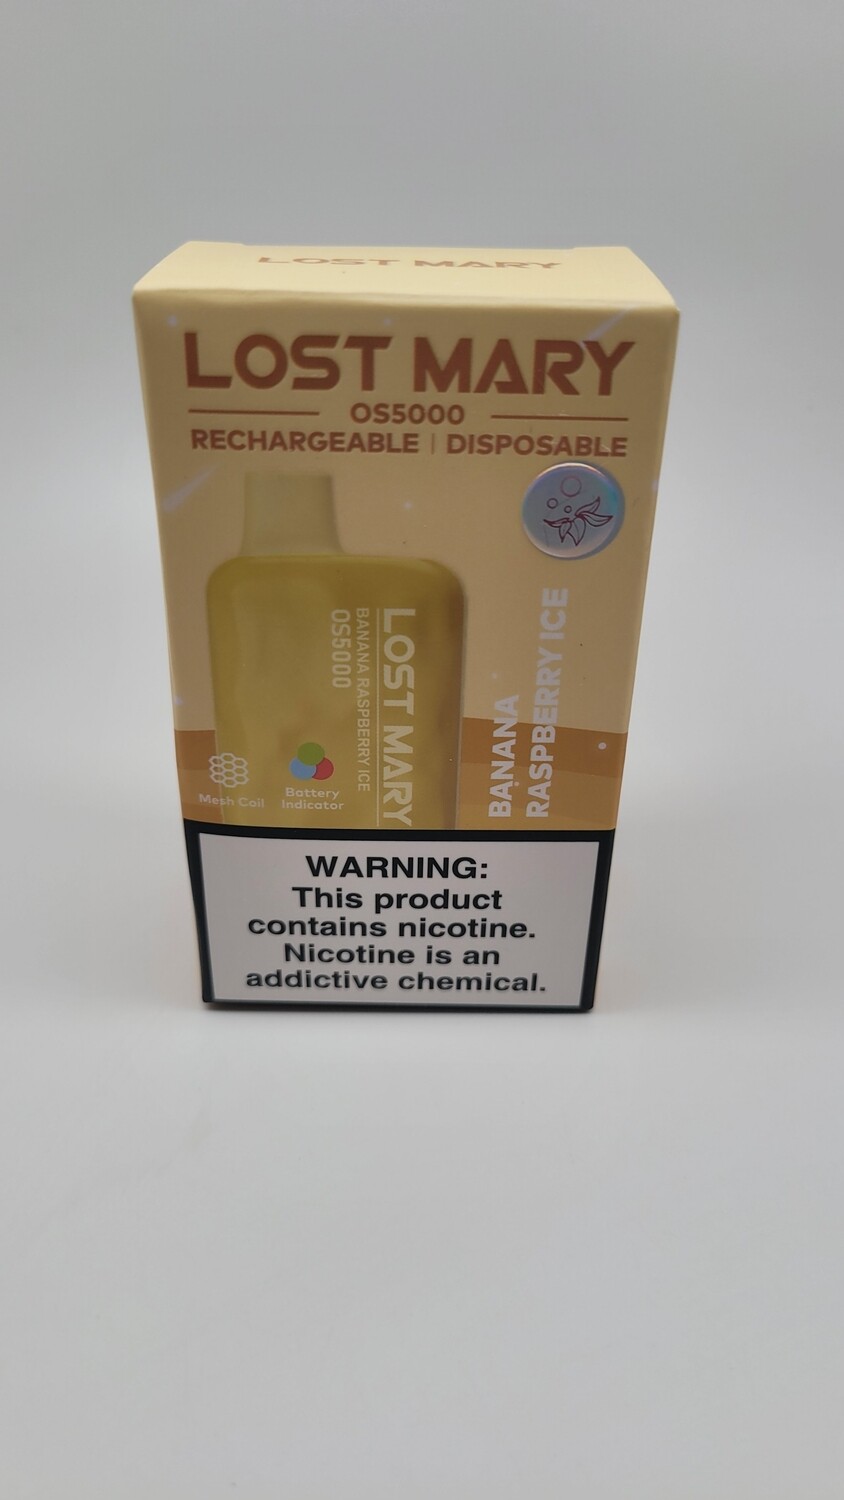 LOST MARY
LOST MARY
OS5000
RECHARGEABLE | DISPOSABLE
LOST MARY
BANANA RASPBERRY ICE
OS5000
BANANA
RASPBERRY ICE
Mesh Coil
Battery
Indicator
WARNING:
This product
contains nicotine.
Nicotine is an
addictive chemical.